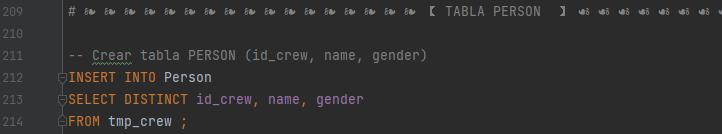 209 # ❧ ❧ ❧ ❧ ❧ ❧ ❧ ❧ ❧ ❧ ❧ ❧ ❧ ❧ ❧ ❧ ❧ 【 TABLA PERSON 】 ☙ ☙ ☙ ☙ ☙ ☙ ☙ ☙
210
211 -- Crear tabla PERSON (id_crew, name, gender)
212 INSERT INTO Person
213 SELECT DISTINCT id_crew, name, gender
214 FROM tmp_crew ;